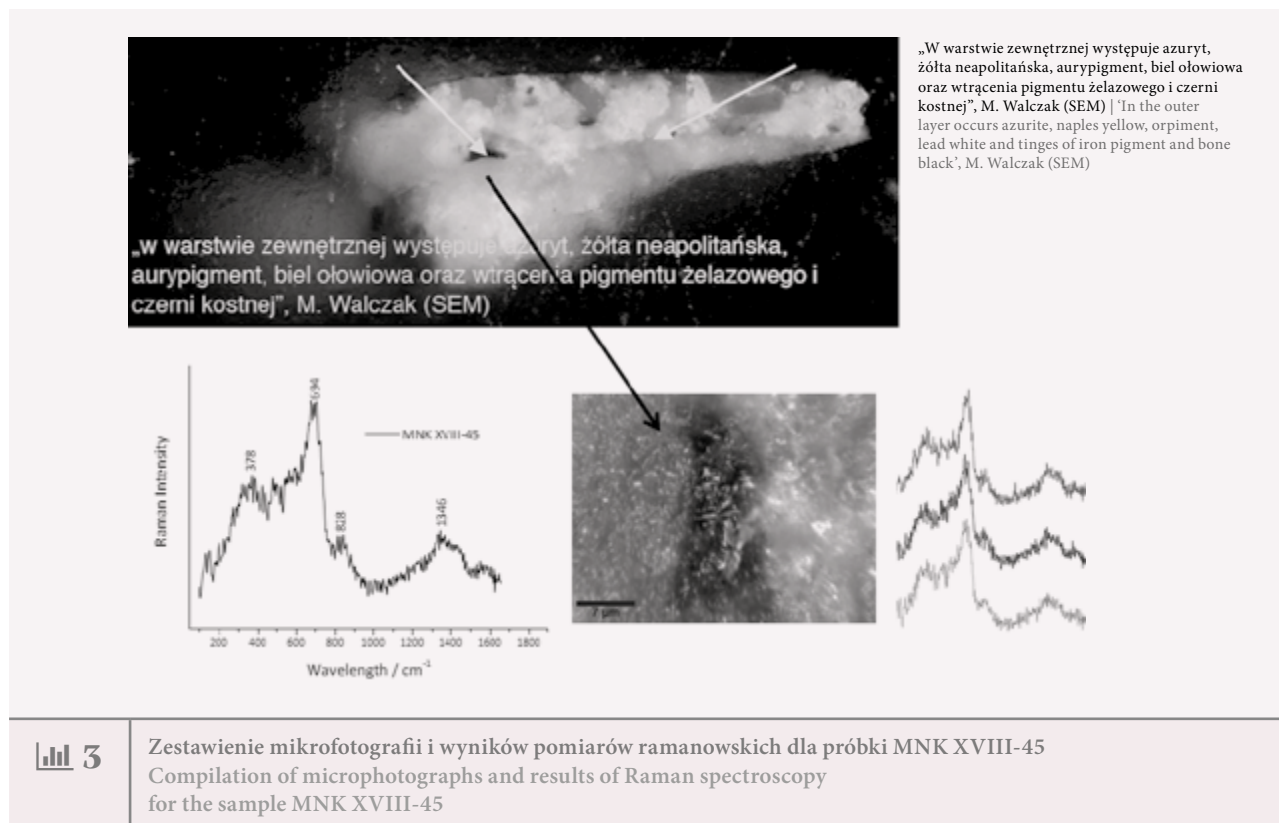 „W warstwie zewnętrznej występuje azuryt,
żółta neapolitańska, aurypigment, biel ołowiowa
oraz wtrącenia pigmentu żelazowego i czerni
kostnej”, M. Walczak (SEM) | ‘In the outer
layer occurs azurite, naples yellow, orpiment,
lead white and tinges of iron pigment and bone
black’, M. Walczak (SEM)
„w warstwie zewnętrznej występuje azuryt, żółta neapolitańska,
aurypigment, biel ołowiowa oraz wtrącenia pigmentu żelazowego i
czerni kostnej”, M. Walczak (SEM)
694
MNK XVIII-45
378
828
1346
Raman Intensity
7 μm
200 400 600 800 1000 1200 1400 1600 1800
Wavelength / cm⁻¹
3
Zestawienie mikrofotografii i wyników pomiarów ramanowskich dla próbki MNK XVIII-45
Compilation of microphotographs and results of Raman spectroscopy
for the sample MNK XVIII-45